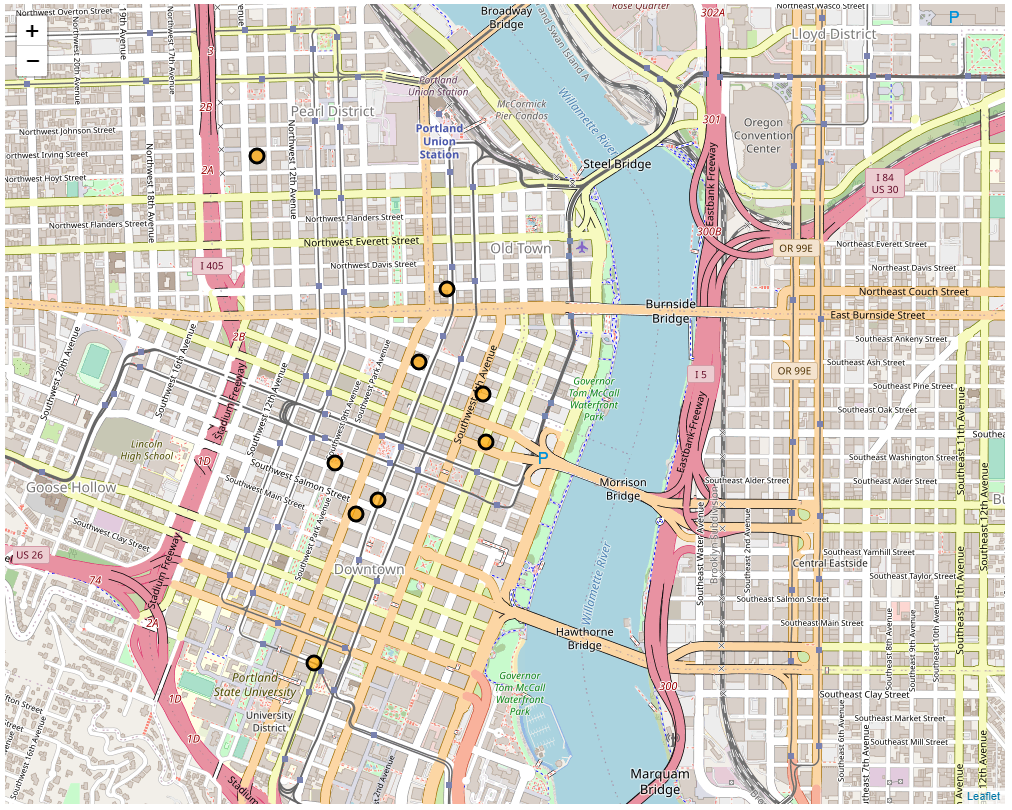 +
−
Northwest Overton Street
Broadway
Bridge
Rose Quarter
302A
Northeast Wasco Street
P
Lloyd District
Northwest 20th Avenue
19th Avenue
Northwest 17th Avenue
3
2B
Portland
Union Station
Pearl District
McCormick
Pier Condos
Willamette River
and Swan Island A
301
Oregon
Convention
Center
Northwest Johnson Street
Portland
Union
Station
Northwest 12th Avenue
Northwest 18th Avenue
Steel Bridge
Eastbank Freeway
I 84
US 30
2A
Northwest Flanders Street
Northwest Flanders Street
300B
Northwest Everett Street
Old Town
OR 99E
Northeast Everett Street
I 405
Northwest Davis Street
Northeast Davis Street
Northeast Couch Street
Burnside
Bridge
East Burnside Street
2B
Southeast Ankeny Street
Southwest 20th Avenue
Southwest 16th Avenue
Stadium Freeway
Southwest 12th Avenue
Southwest Park Avenue
Southeast Ash Street
I 5
OR 99E
Governor
Tom McCall
Waterfront
Park
Southeast Pine Street
Southeast Oak Street
Eastbank Freeway
Southeast 11th Avenue
Lincoln
High School
1D
P
Southeast Washington Street
Goose Hollow
Southwest Salmon Street
Southwest Main Street
Morrison
Bridge
Southeast Alder Street
Southeast Alder Street
Southeast 12th Avenue
Southwest Clay Street
Southwest Park Avenue
Southeast Water Avenue
Brooklyn Subdivision
Southeast 2nd Avenue
US 26
Stadium Freeway
Southeast Yamhill Street
Central Eastside
74
Downtown
Willamette River
Southeast Taylor Street
Southeast Salmon Street
Southeast 11th Avenue
2A
Hawthorne
Bridge
Southeast Main Street
Southeast 8th Avenue
Southeast 9th Avenue
Southeast 10th Avenue
Portland
State University
Governor
Tom McCall
Waterfront
Park
300
Southeast Clay Street
1D
University
District
Southeast Market Street
1D
Southeast 6th Avenue
Southeast 7th Avenue
Southeast Mill Street
Southwest 16th Avenue
Marquam
Bridge
Leaflet